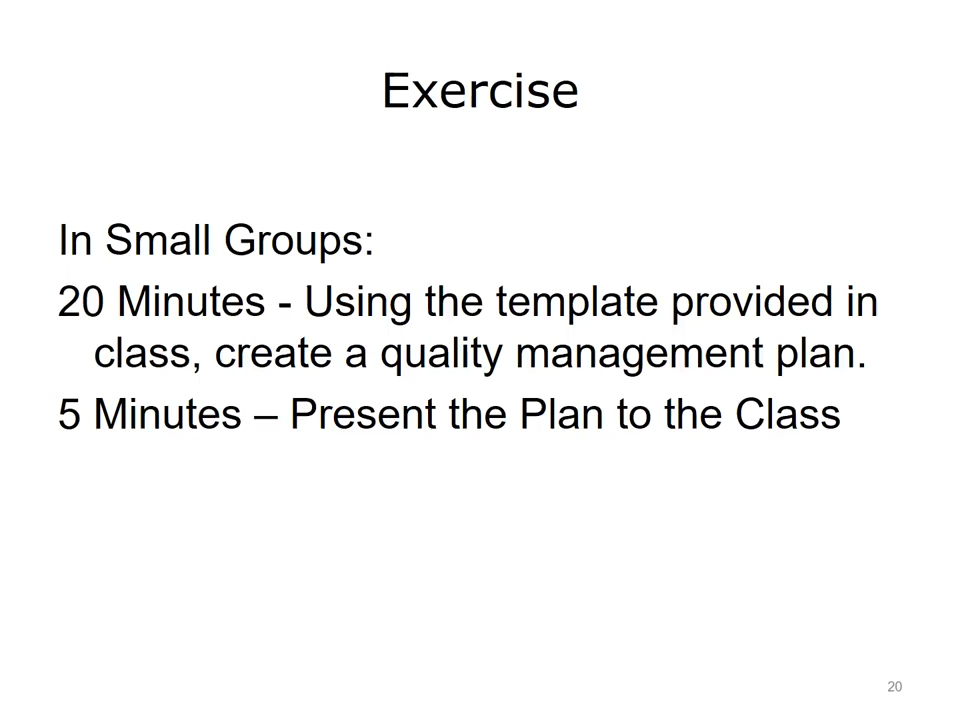 Exercise
In Small Groups:
20 Minutes - Using the template provided in
class, create a quality management plan.
5 Minutes – Present the Plan to the Class
20